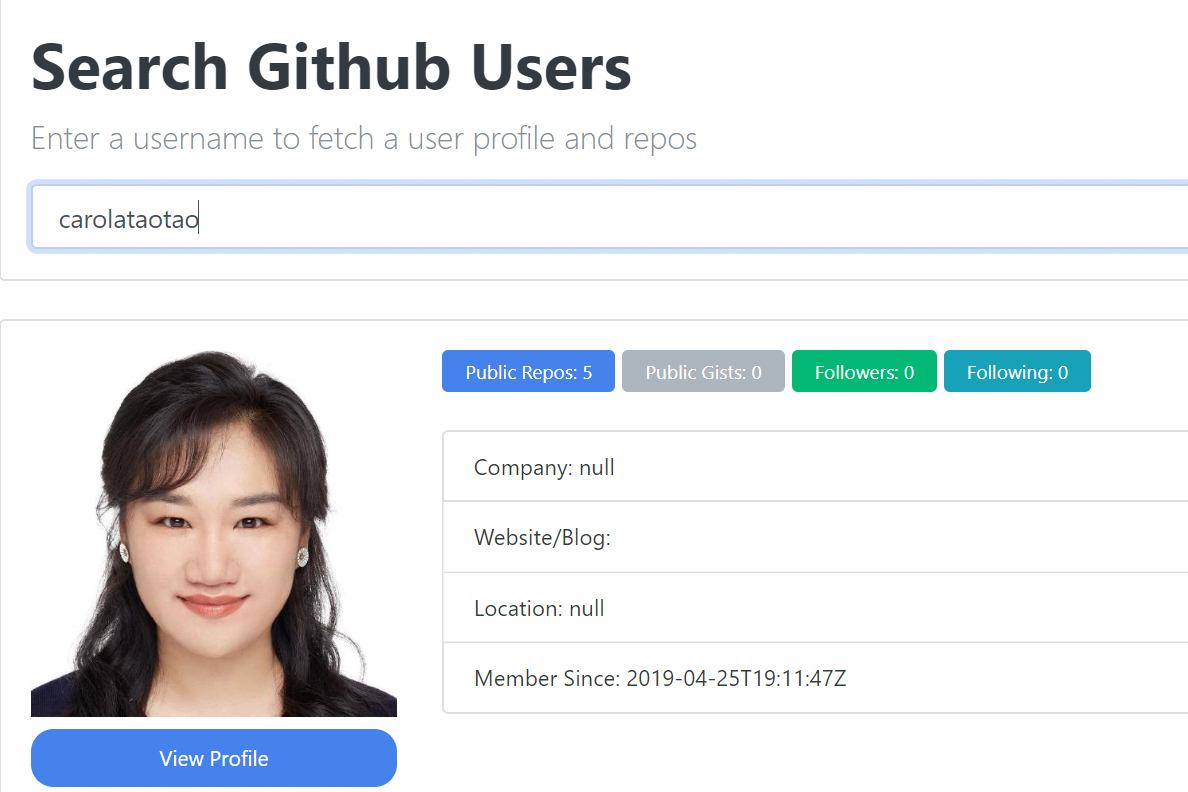 Search Github Users
Enter a username to fetch a user profile and repos
carolataotao
Public Repos: 5 Public Gists: 0 Followers: 0 Following: 0
Company: null
Website/Blog:
Location: null
Member Since: 2019-04-25T19:11:47Z
View Profile